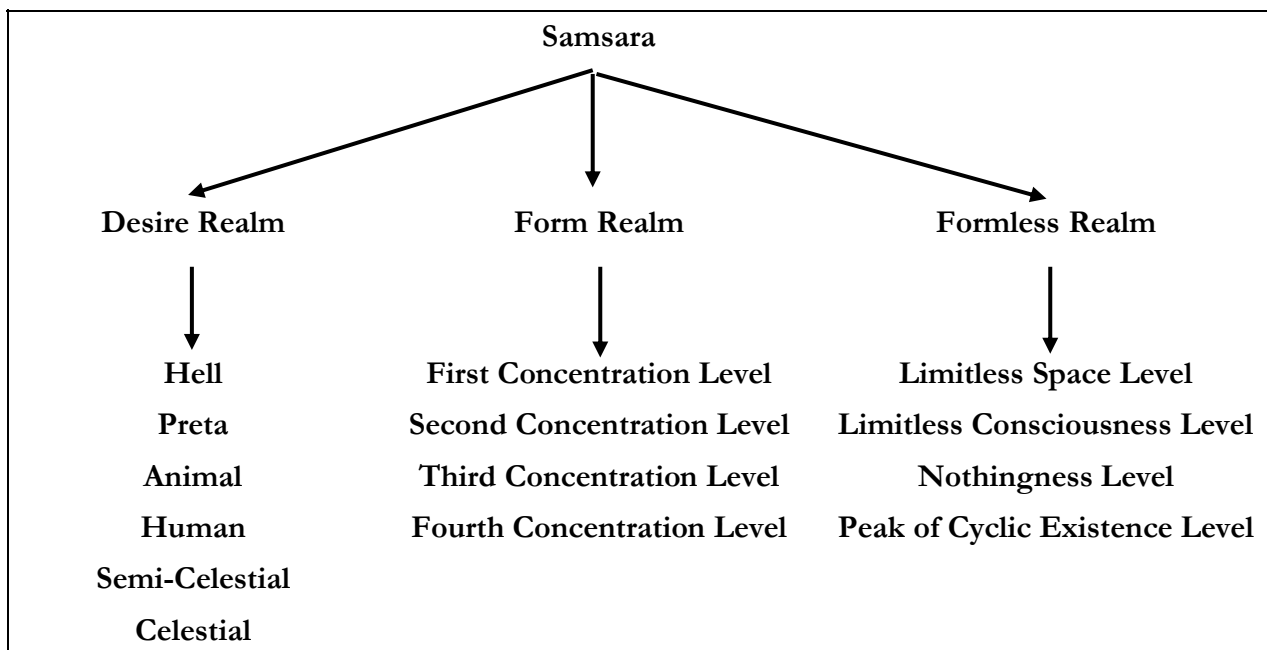 Samsara
Desire Realm
Form Realm
Formless Realm
Hell
Preta
Animal
Human
Semi-Celestial
Celestial
First Concentration Level
Second Concentration Level
Third Concentration Level
Fourth Concentration Level
Limitless Space Level
Limitless Consciousness Level
Nothingness Level
Peak of Cyclic Existence Level